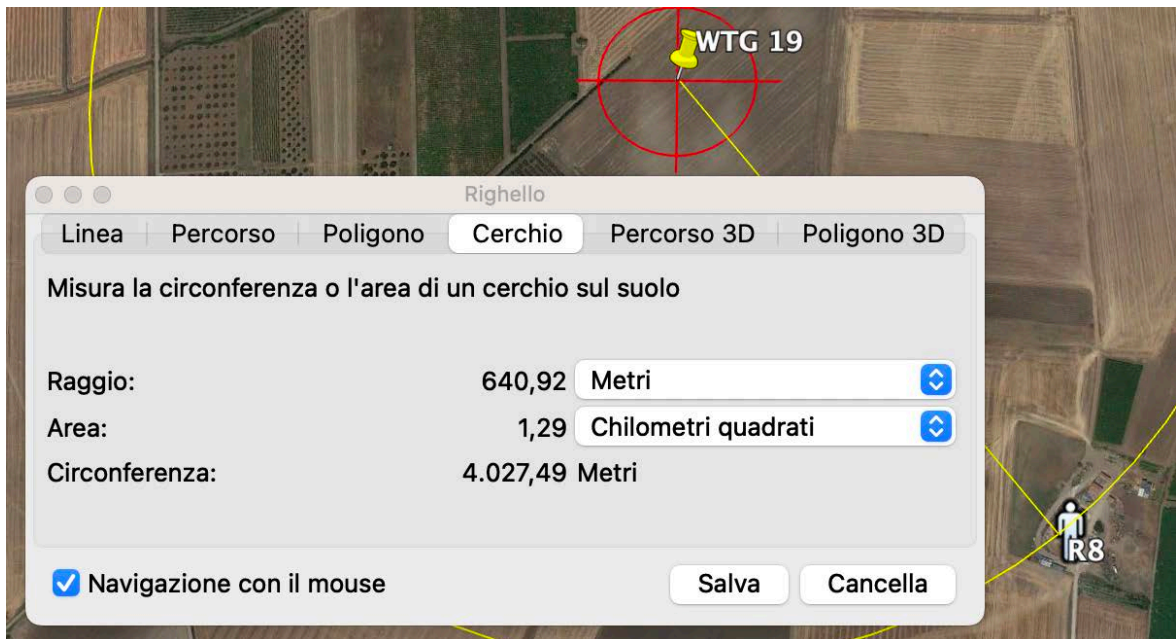 WTG 19
Righello
Linea Percorso Poligono Cerchio Percorso 3D Poligono 3D
Misura la circonferenza o l'area di un cerchio sul suolo
Raggio: 640,92 Metri
Area: 1,29 Chilometri quadrati
Circonferenza: 4.027,49 Metri
R8
Navigazione con il mouse Salva Cancella